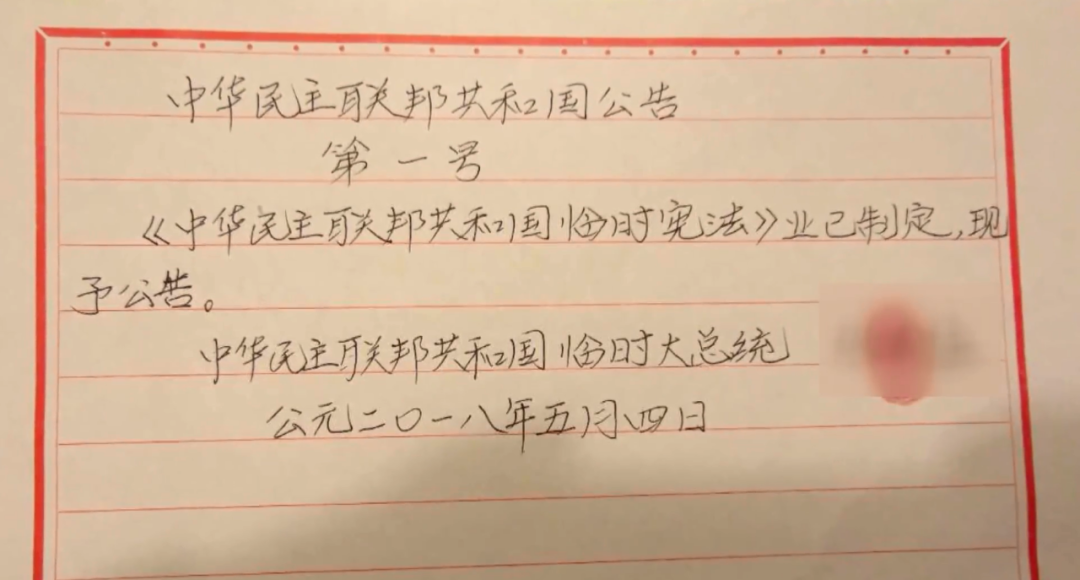 中华民主联邦共和国公告
第一号
《中华民主联邦共和国临时宪法》业已制定,现
予公告。
中华民主联邦共和国临时大总统
公元二〇一八年五月四日